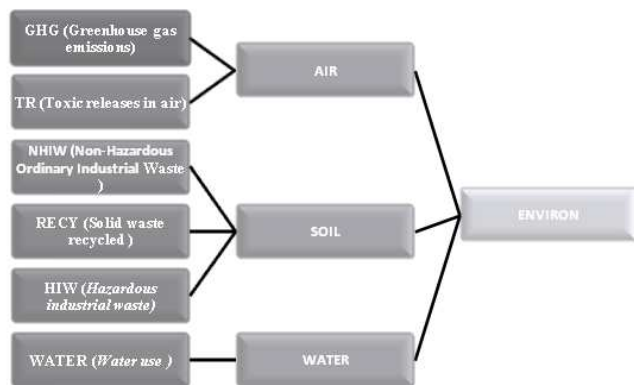 GHG (Greenhouse gas
emissions)
TR (Toxic releases in air)
NHIW (Non-Hazardous
Ordinary Industrial Waste
)
RECY (Solid waste
recycled )
HIW (Hazardous
industrial waste)
WATER (Water use )
AIR
SOIL
WATER
ENVIRON